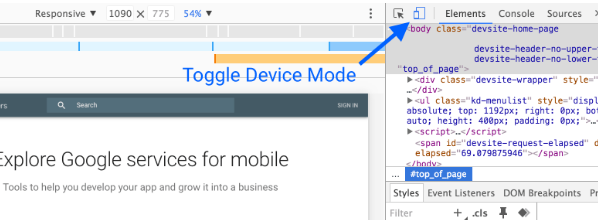 Responsive ▼ 1090 × 775 54% ▼
Elements Console Sources
Toggle Device Mode
<body class="devsite-home-page
devsite-header-no-upper-
devsite-header-no-lower-
"top_of_page">
▶<div class="devsite-wrapper" style="
…</div>
▶<ul class="kd-menulist" style="displ
absolute; top: 1192px; right: 0px; bot
auto; height: 400px; padding: 0px;">…
▶<script>…</script>
<span id="devsite-request-elapsed" d
elapsed="69.079875946"></span>
</body>
… #top_of_page
Styles Event Listeners DOM Breakpoints
Filter + .cls
ers Search SIGN IN
Explore Google services for mobile
Tools to help you develop your app and grow it into a business